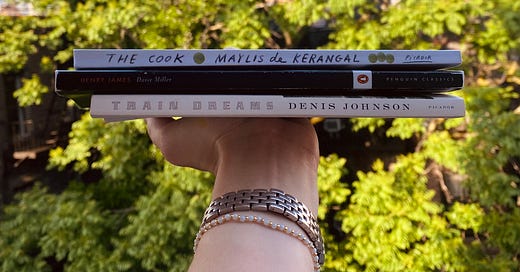 THE COOK MAYLIS de KERANGAL PICADOR
HENRY JAMES Daisy Miller PENGUIN CLASSICS
TRAIN DREAMS DENIS JOHNSON PICADOR